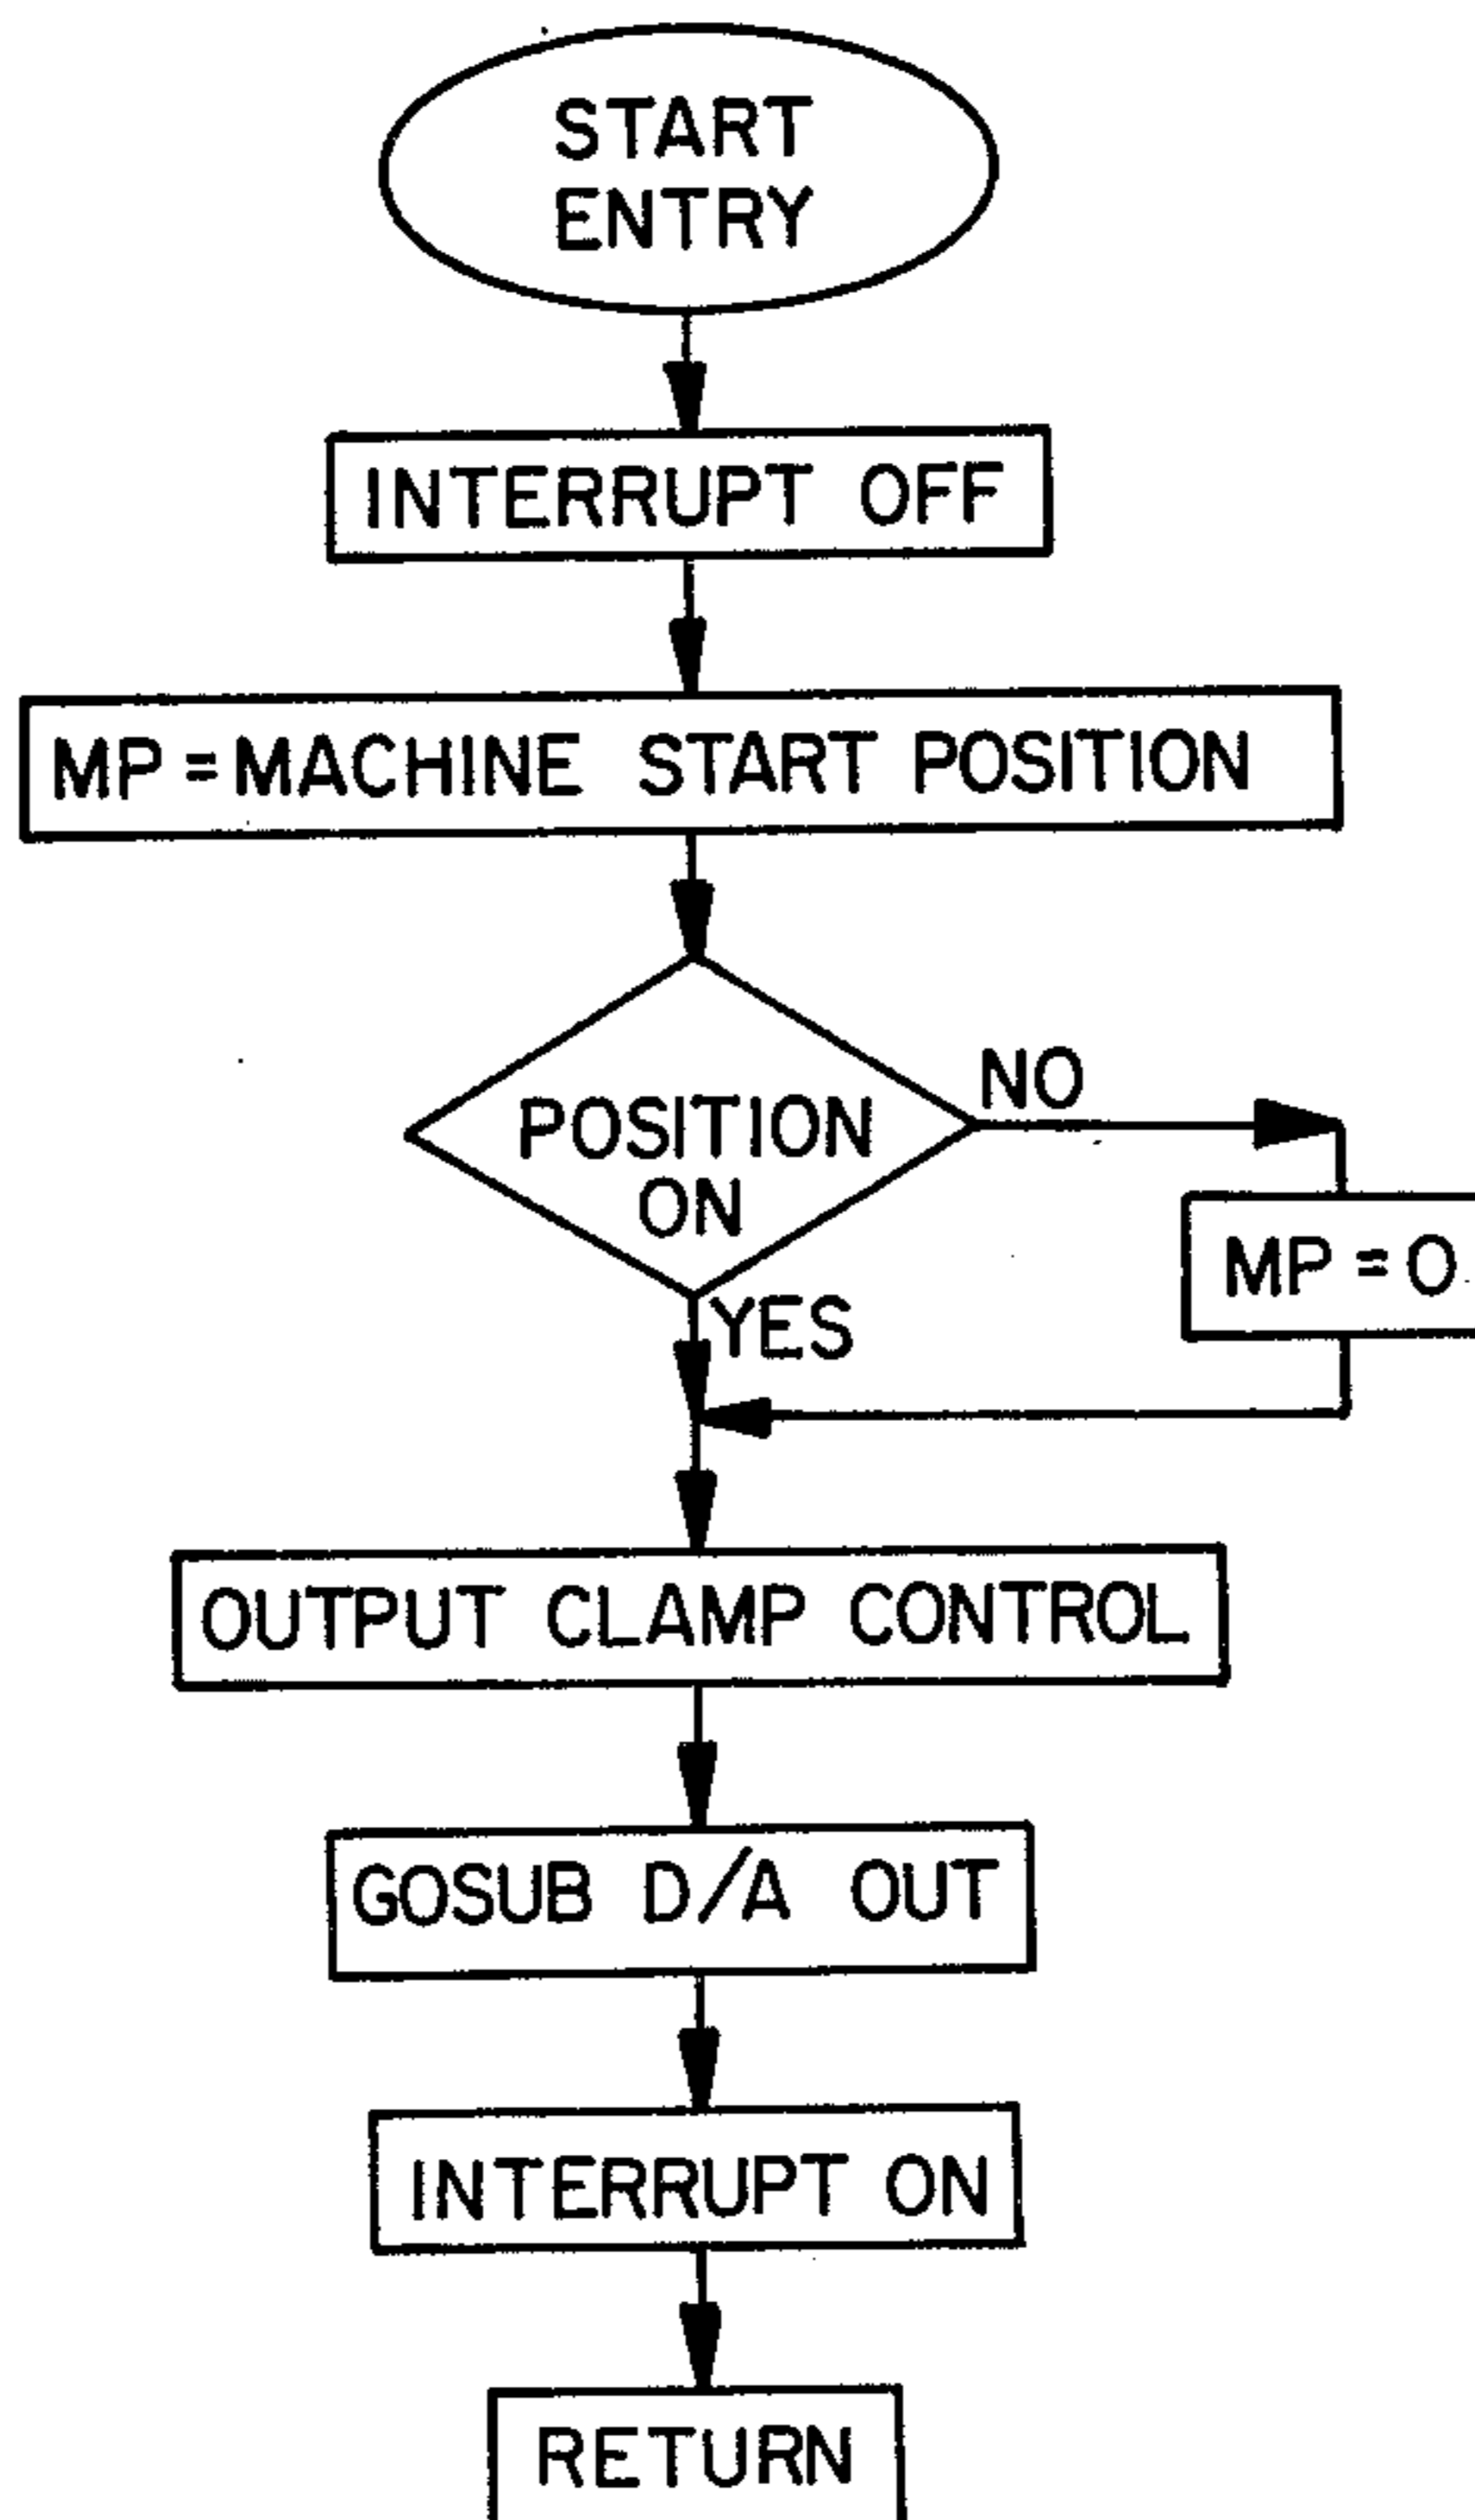 START
ENTRY
INTERRUPT OFF
MP=MACHINE START POSITION
POSITION
ON
NO
MP=0
YES
OUTPUT CLAMP CONTROL
GOSUB D/A OUT
INTERRUPT ON
RETURN